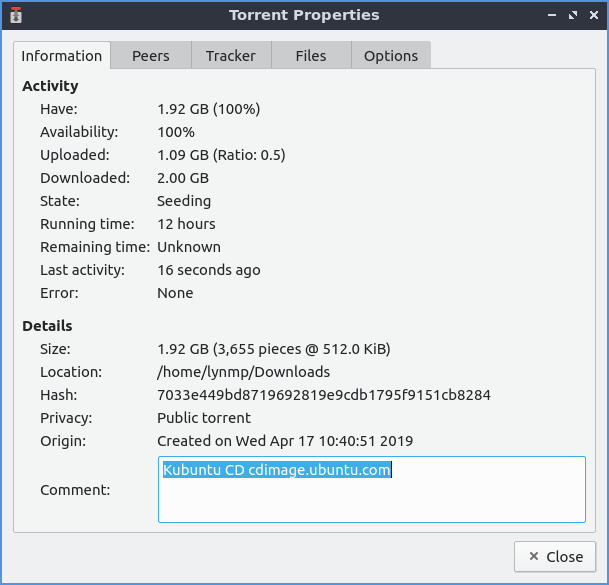 Torrent Properties
Information Peers Tracker Files Options
Activity
Have: 1.92 GB (100%)
Availability: 100%
Uploaded: 1.09 GB (Ratio: 0.5)
Downloaded: 2.00 GB
State: Seeding
Running time: 12 hours
Remaining time: Unknown
Last activity: 16 seconds ago
Error: None
Details
Size: 1.92 GB (3,655 pieces @ 512.0 KiB)
Location: /home/lynmp/Downloads
Hash: 7033e449bd8719692819e9cdb1795f9151cb8284
Privacy: Public torrent
Origin: Created on Wed Apr 17 10:40:51 2019
Comment: Kubuntu CD cdimage.ubuntu.com
Close